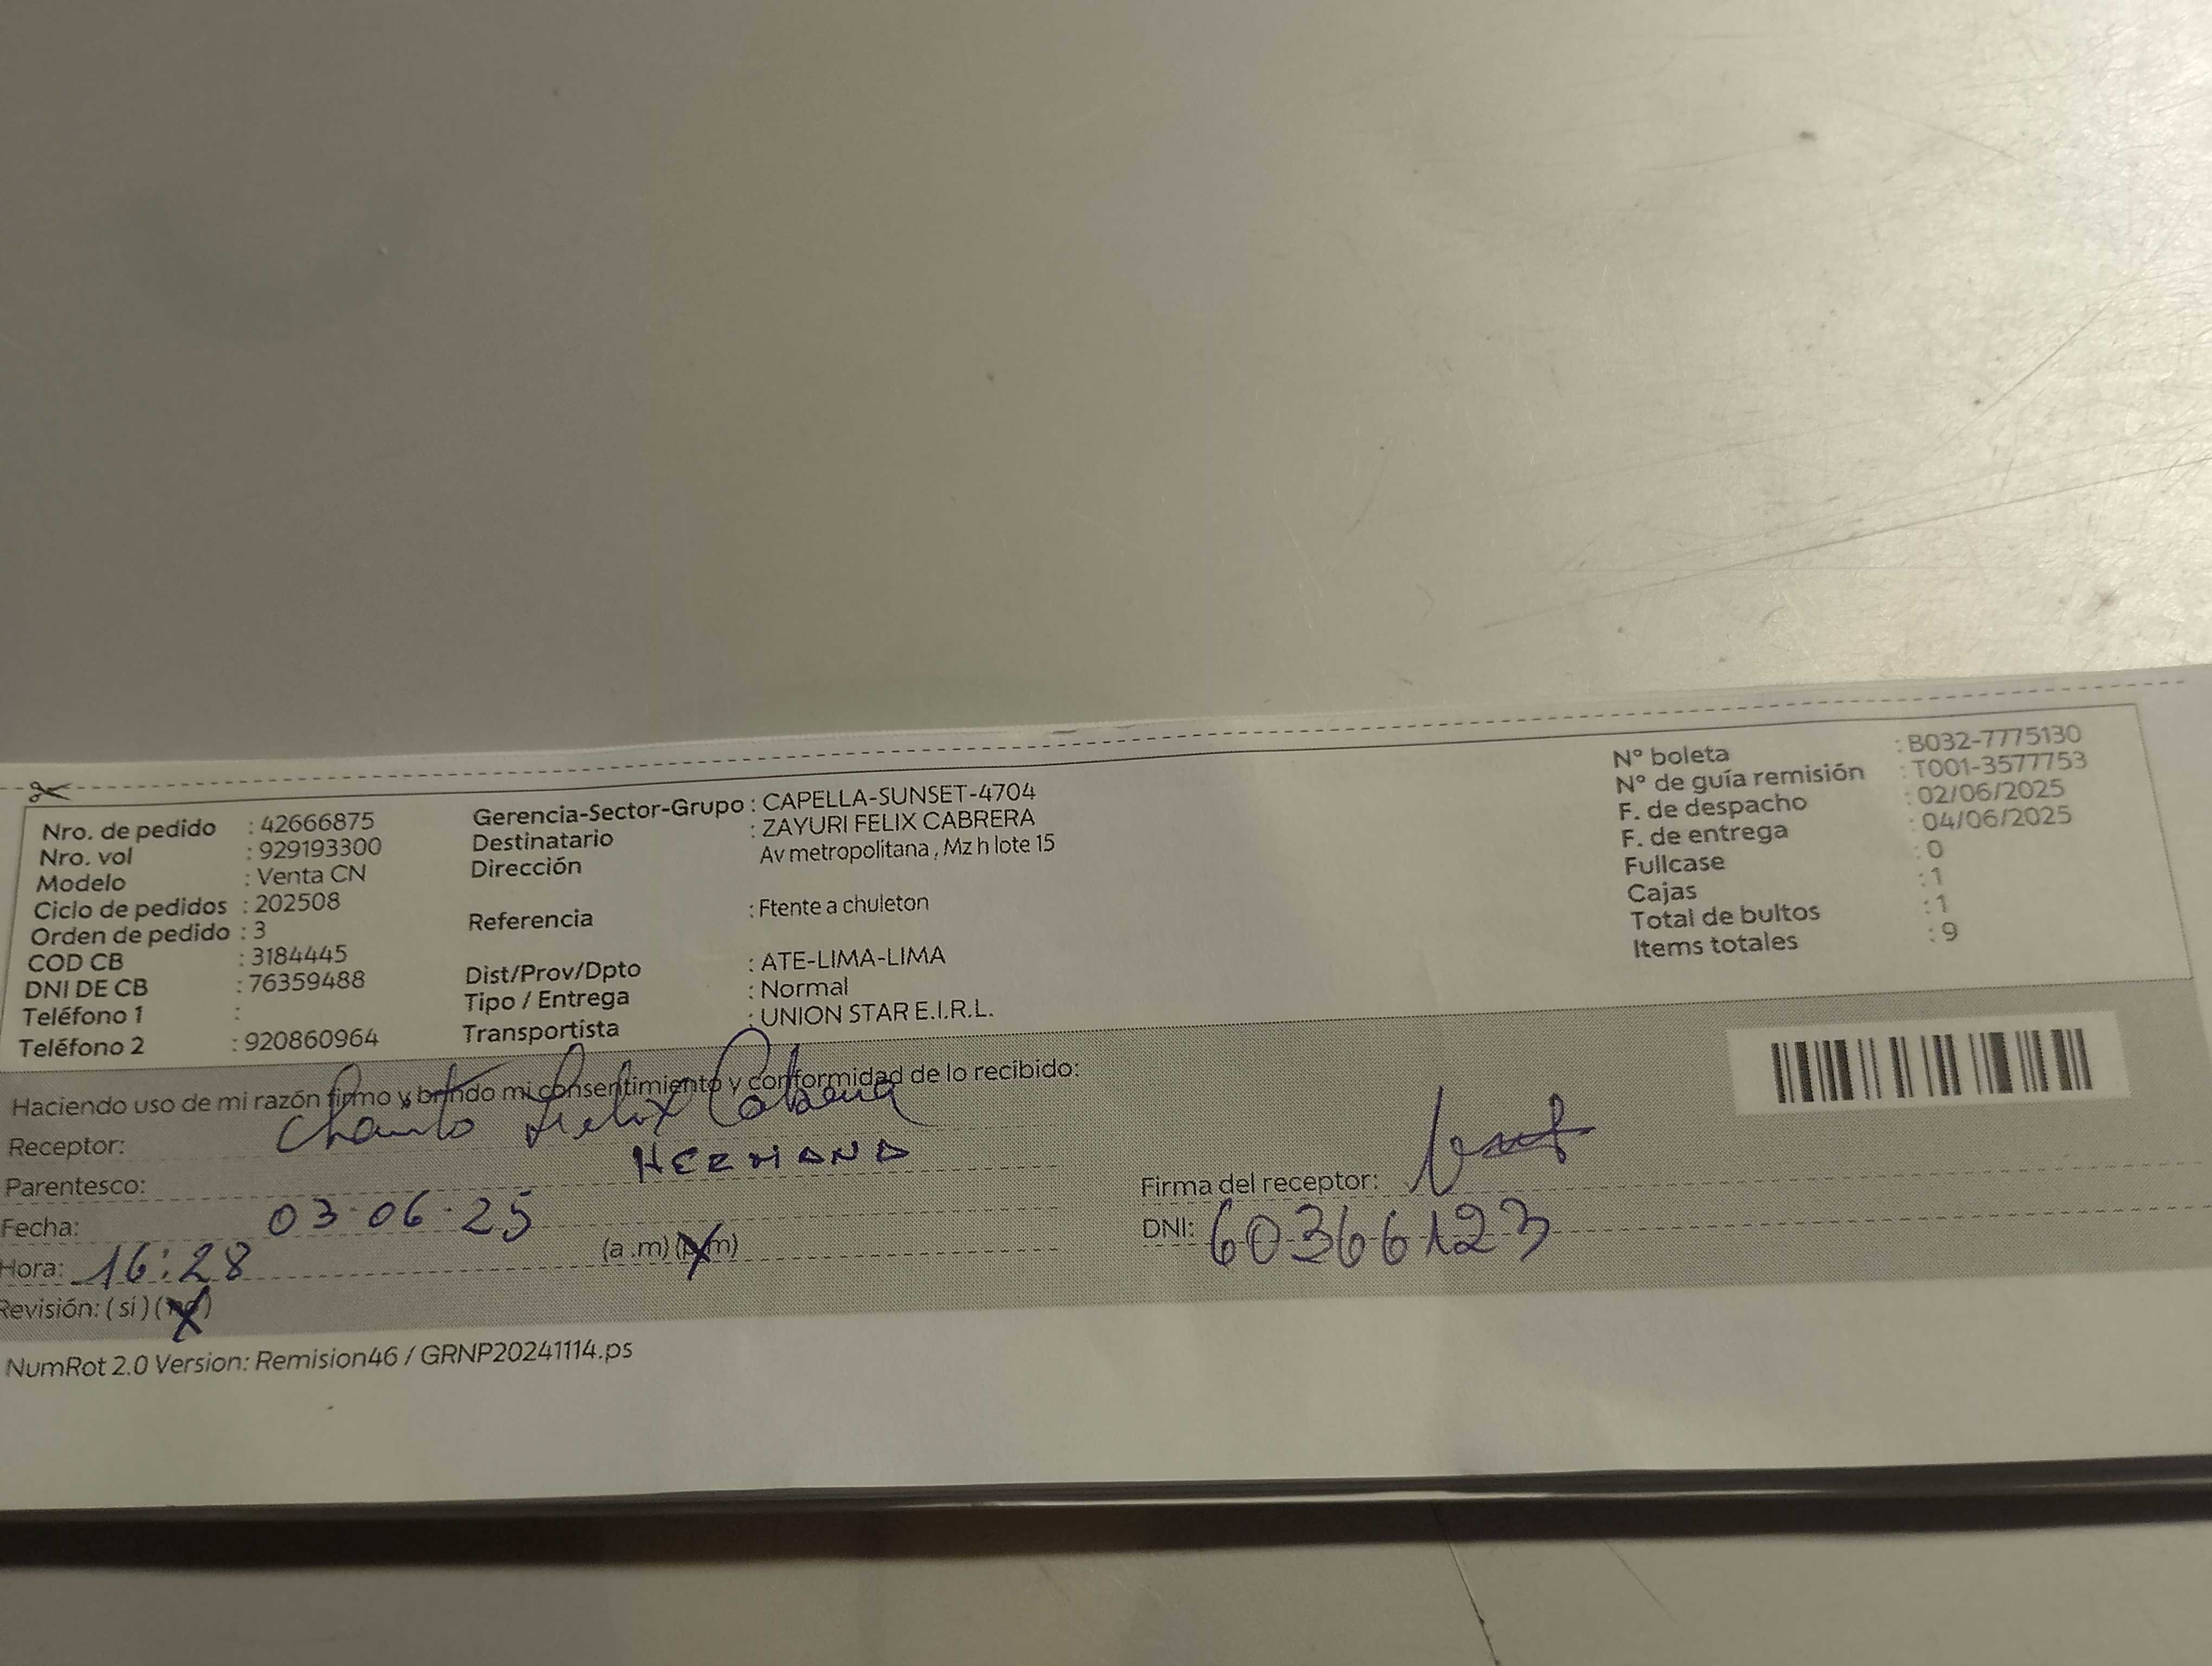 Nro. de pedido : 42666875
Nro. vol : 929193300
Modelo : Venta CN
Ciclo de pedidos : 202508
Orden de pedido : 3
COD CB : 3184445
DNI DE CB : 76359488
Teléfono 1 :
Teléfono 2 : 920860964
Gerencia-Sector-Grupo : CAPELLA-SUNSET-4704
Destinatario : ZAYURI FELIX CABRERA
Dirección Av metropolitana , Mz h lote 15
Referencia : Ftente a chuleton
Dist/Prov/Dpto : ATE-LIMA-LIMA
Tipo / Entrega : Normal
Transportista : UNION STAR E.I.R.L.
Nº boleta : B032-7775130
Nº de guía remisión : T001-3577753
F. de despacho : 02/06/2025
F. de entrega : 04/06/2025
Fullcase : 0
Cajas : 1
Total de bultos : 1
Items totales : 9
Haciendo uso de mi razón firmo y brindo mi consentimiento y conformidad de lo recibido:
Receptor: Felix
Parentesco: HERMANO
Fecha: 03-06-25
Hora: 16:28 (a.m) (p.m)
Revisión: ( si ) ( no )
Firma del receptor:
DNI: 60366123
NumRot 2.0 Version: Remision46 / GRNP20241114.ps